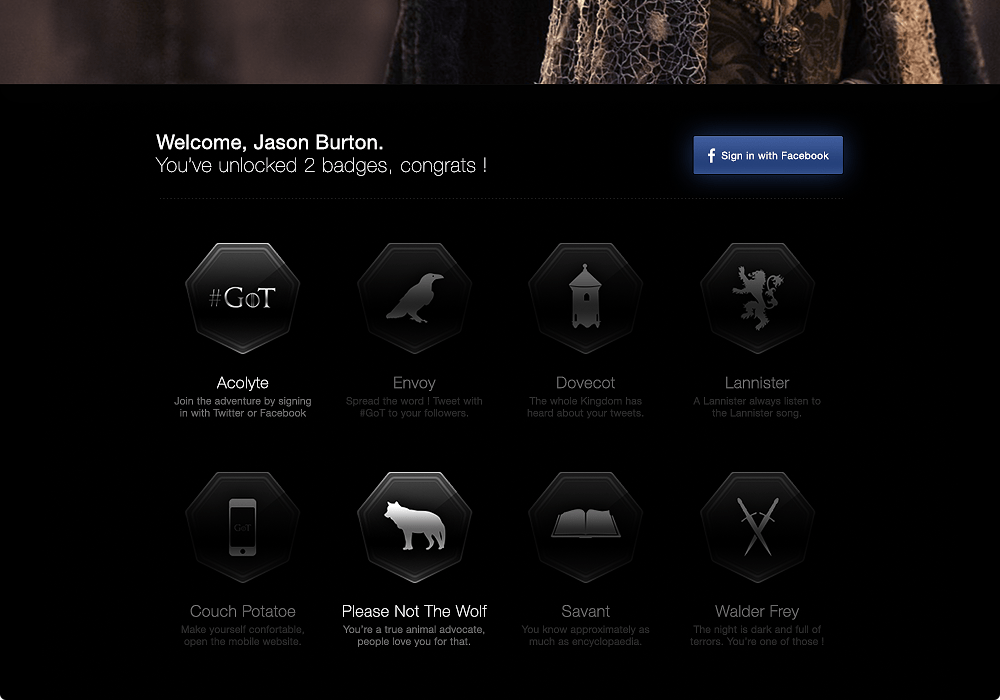 Welcome, Jason Burton.
You've unlocked 2 badges, congrats !
f Sign in with Facebook
#GoT
Acolyte
Join the adventure by signing
in with Twitter or Facebook
Envoy
Spread the word ! Tweet with
#GoT to your followers.
Dovecot
The whole Kingdom has
heard about your tweets.
Lannister
A Lannister always listen to
the Lannister song.
GoT
Couch Potatoe
Make yourself confortable,
open the mobile website.
Please Not The Wolf
You're a true animal advocate,
people love you for that.
Savant
You know approximately as
much as encyclopaedia.
Walder Frey
The night is dark and full of
terrors. You're one of those !